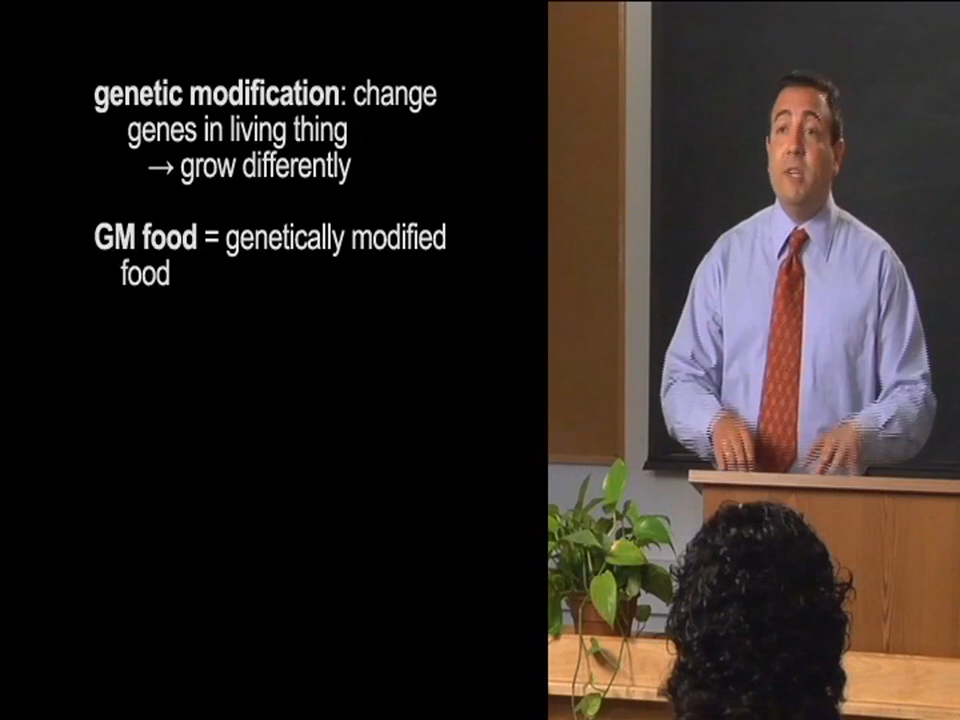 genetic modification: change
genes in living thing
→ grow differently
GM food = genetically modified
food